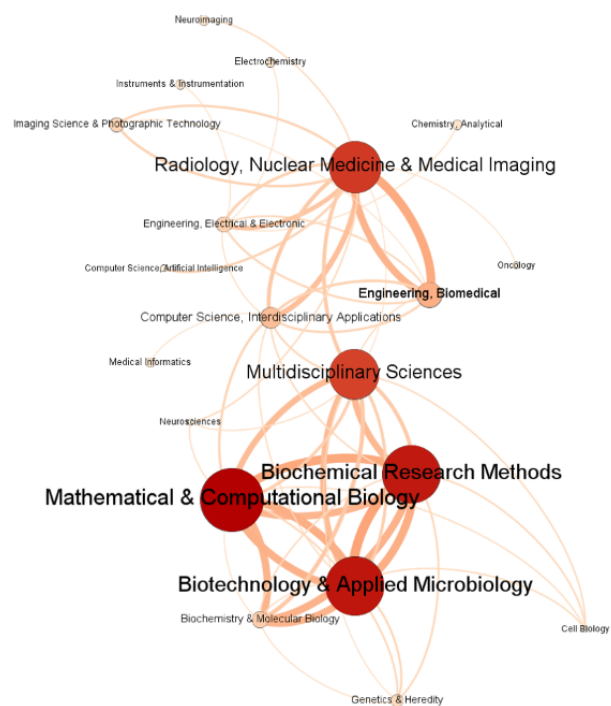 Neuroimaging
Electrochemistry
Instruments & Instrumentation
Imaging Science & Photographic Technology
Chemistry, Analytical
Radiology, Nuclear Medicine & Medical Imaging
Engineering, Electrical & Electronic
Computer Science, Artificial Intelligence
Oncology
Engineering, Biomedical
Computer Science, Interdisciplinary Applications
Medical Informatics
Multidisciplinary Sciences
Neurosciences
Biochemical Research Methods
Mathematical & Computational Biology
Biotechnology & Applied Microbiology
Biochemistry & Molecular Biology
Cell Biology
Genetics & Heredity